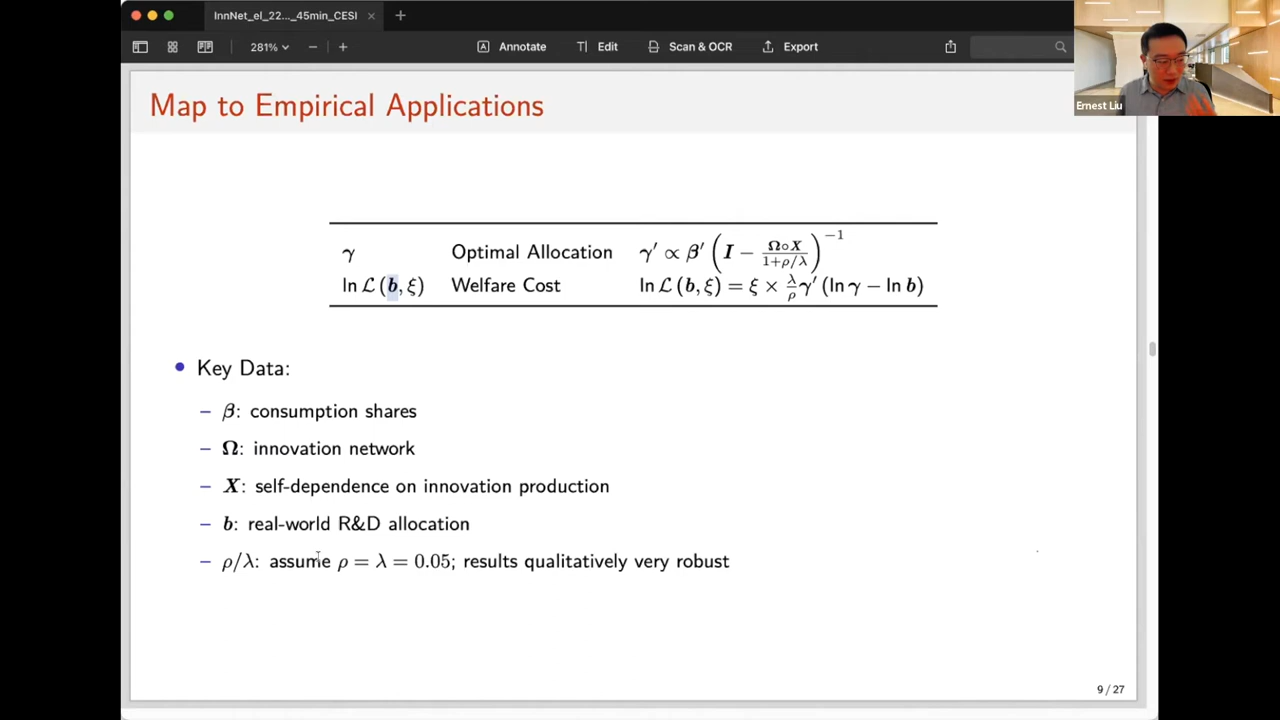 InnNet_el_22..._45min_CESI
281%
Annotate
Edit
Scan & OCR
Export
Ernest Liu
Map to Empirical Applications
γ Optimal Allocation γ′ ∝ β′ (I − Ω∘X / 1+ρ/λ)⁻¹
ln ℒ (b, ξ) Welfare Cost ln ℒ (b, ξ) = ξ × λ/ρ γ′ (ln γ − ln b)
• Key Data:
– β: consumption shares
– Ω: innovation network
– X: self-dependence on innovation production
– b: real-world R&D allocation
– ρ/λ: assume ρ = λ = 0.05; results qualitatively very robust
9 / 27